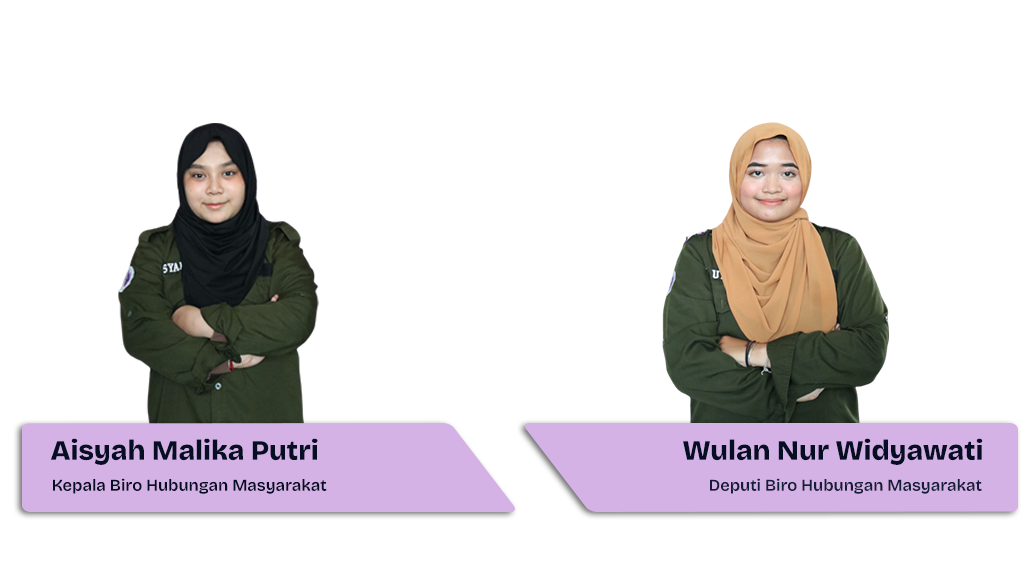 Aisyah Malika Putri
Kepala Biro Hubungan Masyarakat
Wulan Nur Widyawati
Deputi Biro Hubungan Masyarakat